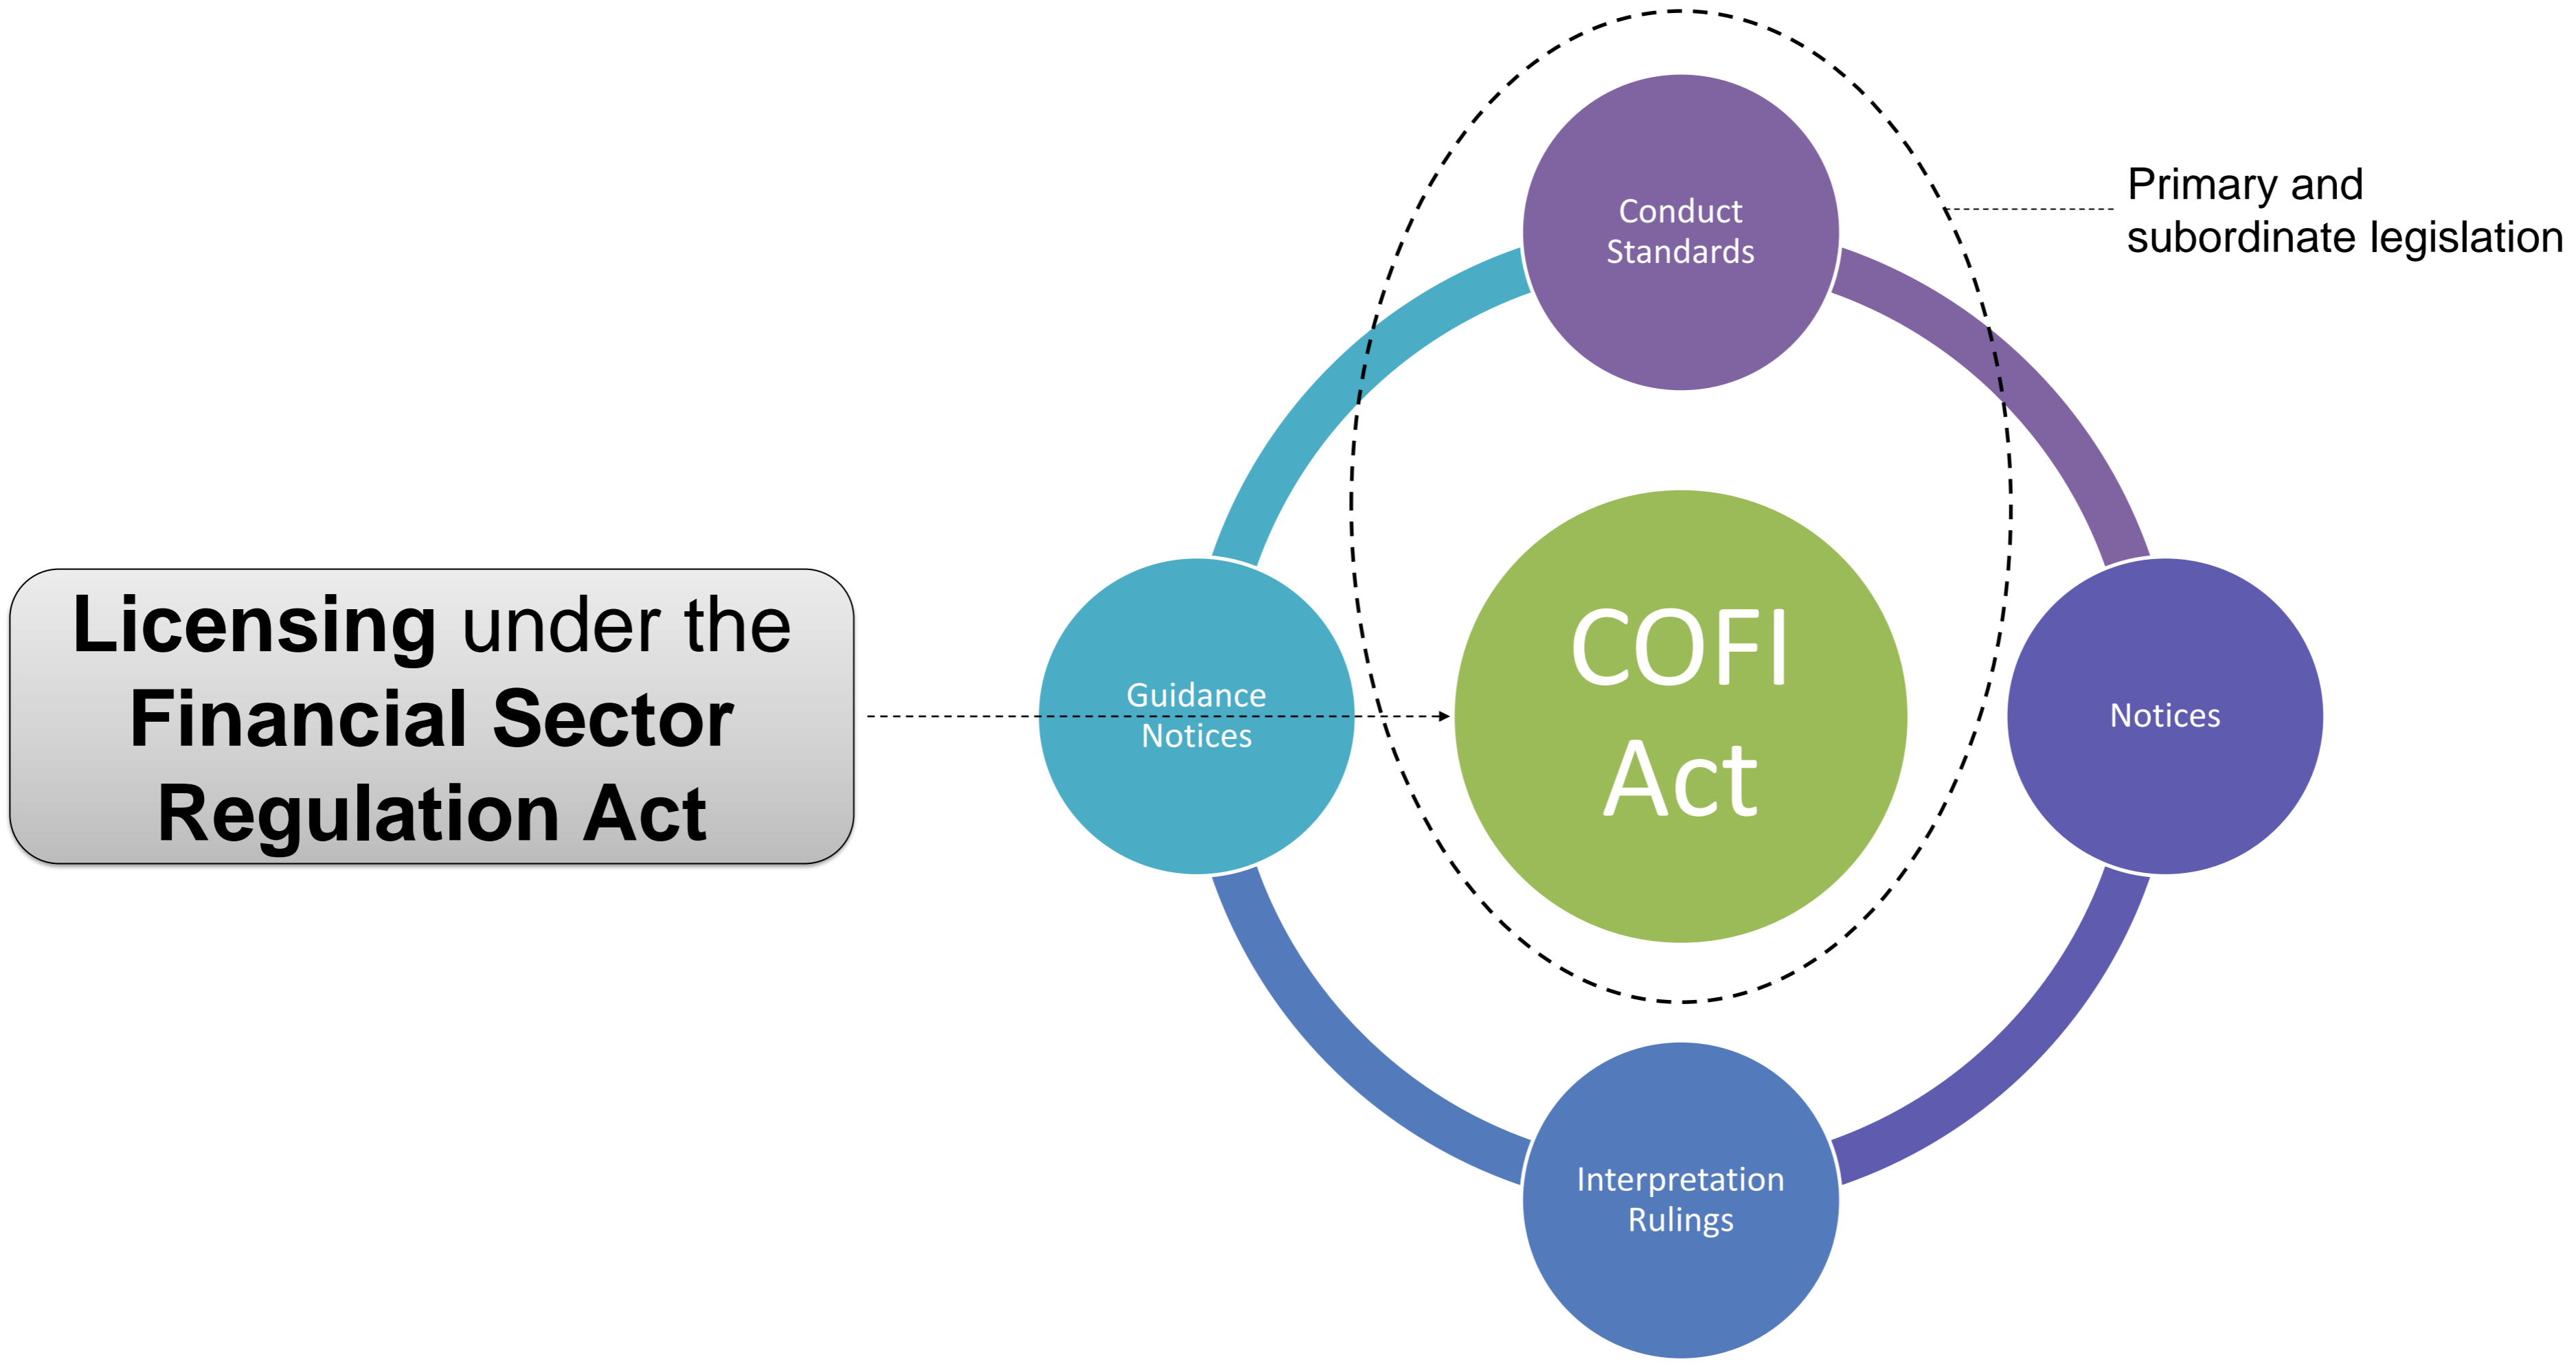 Conduct
Standards
Primary and
subordinate legislation
Licensing under the
Financial Sector
Regulation Act
Guidance
Notices
COFI
Act
Notices
Interpretation
Rulings